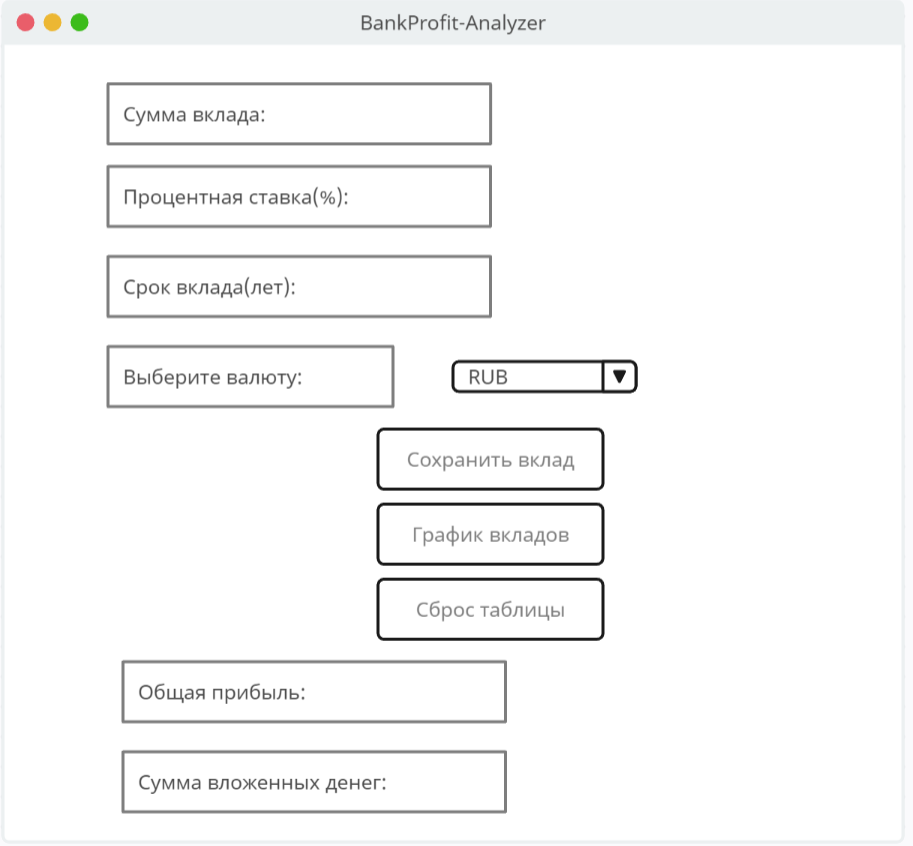 BankProfit-Analyzer
Сумма вклада:
Процентная ставка(%):
Срок вклада(лет):
Выберите валюту:
RUB
Сохранить вклад
График вкладов
Сброс таблицы
Общая прибыль:
Сумма вложенных денег: